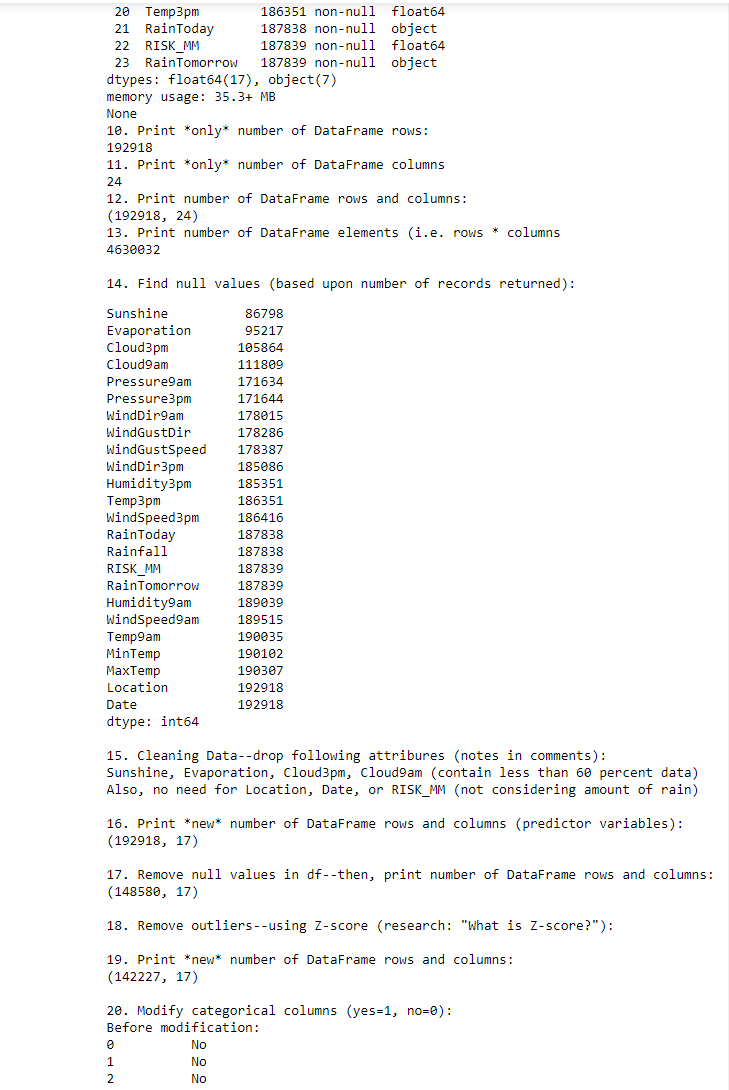 20 Temp3pm 186351 non-null float64
21 RainToday 187838 non-null object
22 RISK_MM 187839 non-null float64
23 RainTomorrow 187839 non-null object
dtypes: float64(17), object(7)
memory usage: 35.3+ MB
None
10. Print *only* number of DataFrame rows:
192918
11. Print *only* number of DataFrame columns
24
12. Print number of DataFrame rows and columns:
(192918, 24)
13. Print number of DataFrame elements (i.e. rows * columns
4630032
14. Find null values (based upon number of records returned):
Sunshine 86798
Evaporation 95217
Cloud3pm 105864
Cloud9am 111809
Pressure9am 171634
Pressure3pm 171644
WindDir9am 178015
WindGustDir 178286
WindGustSpeed 178387
WindDir3pm 185086
Humidity3pm 185351
Temp3pm 186351
WindSpeed3pm 186416
RainToday 187838
Rainfall 187838
RISK_MM 187839
RainTomorrow 187839
Humidity9am 189039
WindSpeed9am 189515
Temp9am 190035
MinTemp 190102
MaxTemp 190307
Location 192918
Date 192918
dtype: int64
15. Cleaning Data--drop following attribures (notes in comments):
Sunshine, Evaporation, Cloud3pm, Cloud9am (contain less than 60 percent data)
Also, no need for Location, Date, or RISK_MM (not considering amount of rain)
16. Print *new* number of DataFrame rows and columns (predictor variables):
(192918, 17)
17. Remove null values in df--then, print number of DataFrame rows and columns:
(148580, 17)
18. Remove outliers--using Z-score (research: "What is Z-score?"):
19. Print *new* number of DataFrame rows and columns:
(142227, 17)
20. Modify categorical columns (yes=1, no=0):
Before modification:
0 No
1 No
2 No